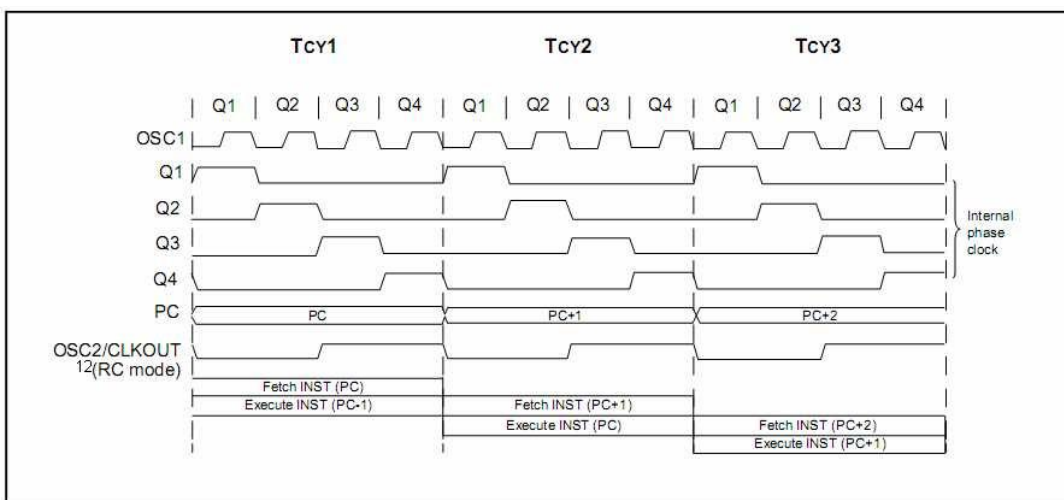 TCY1 TCY2 TCY3
Q1 Q2 Q3 Q4 Q1 Q2 Q3 Q4 Q1 Q2 Q3 Q4
OSC1
Q1
Q2
Q3
Q4
Internal
phase
clock
PC PC PC+1 PC+2
OSC2/CLKOUT
12(RC mode)
Fetch INST (PC)
Execute INST (PC-1) Fetch INST (PC+1)
Execute INST (PC) Fetch INST (PC+2)
Execute INST (PC+1)